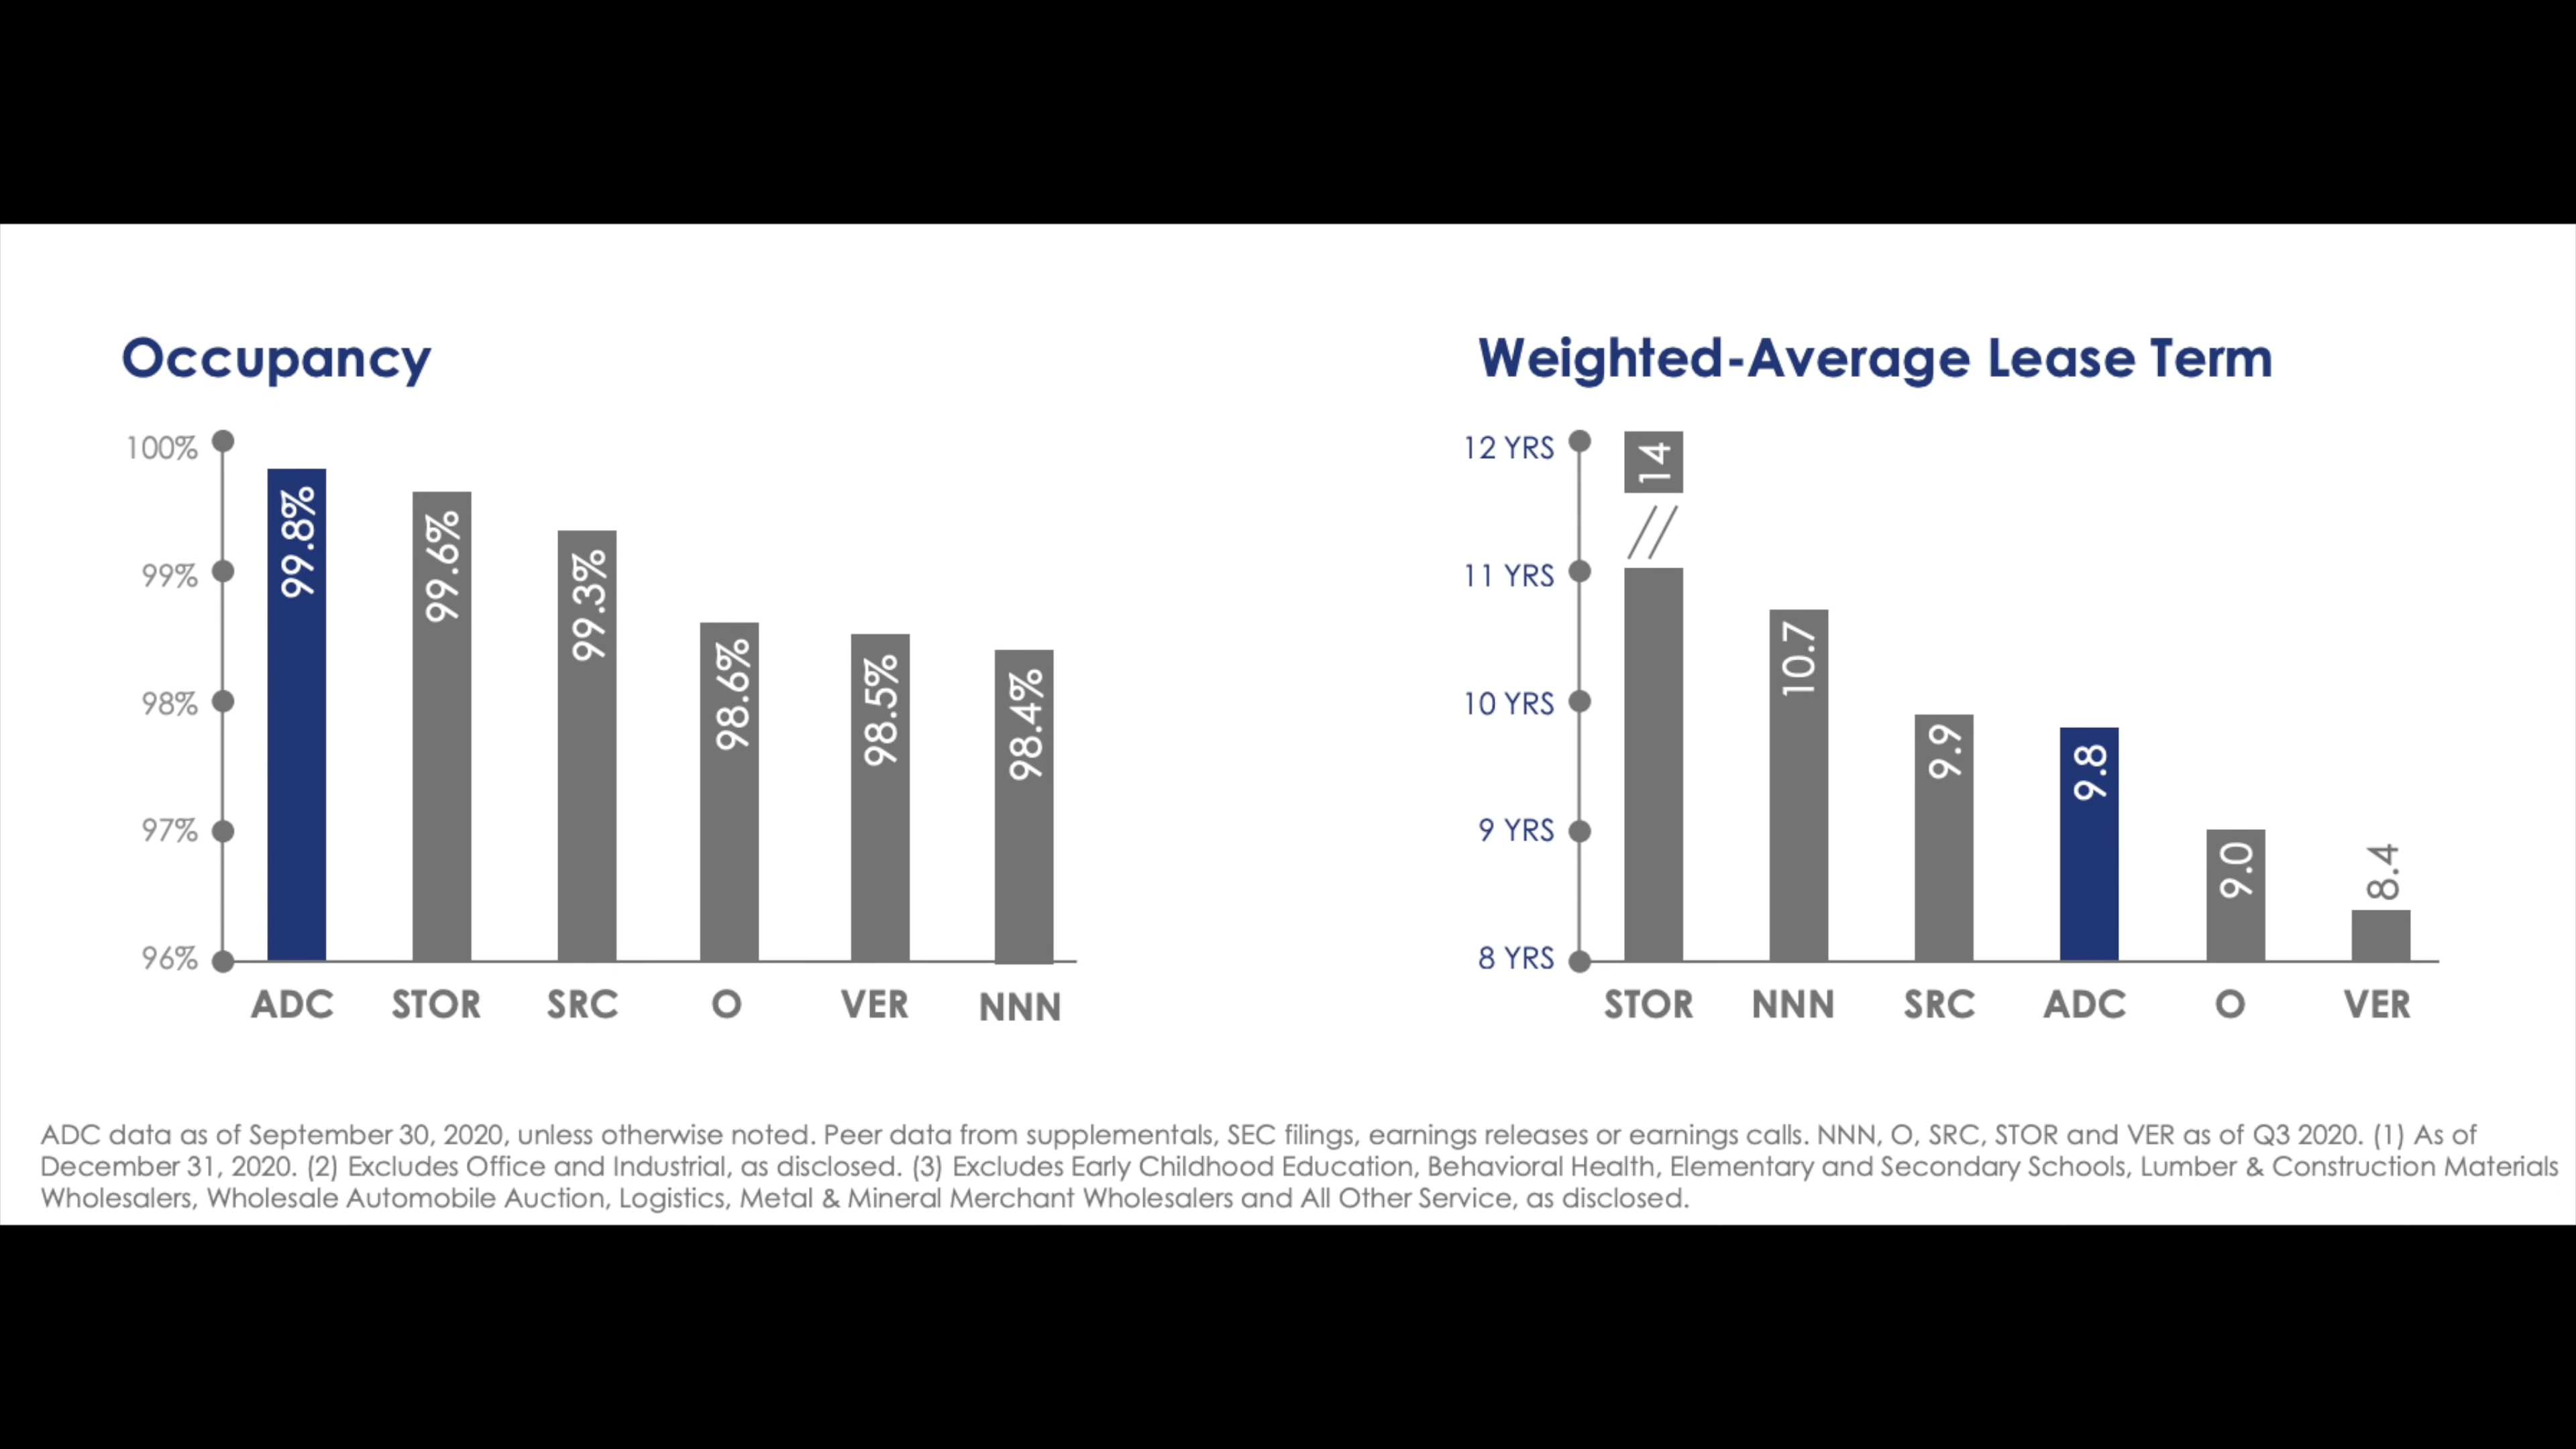 Occupancy
100%
99%
98%
97%
96%
99.8%
99.6%
99.3%
98.6%
98.5%
98.4%
ADC STOR SRC O VER NNN
Weighted-Average Lease Term
12 YRS
11 YRS
10 YRS
9 YRS
8 YRS
14
10.7
9.9
9.8
9.0
8.4
STOR NNN SRC ADC O VER
ADC data as of September 30, 2020, unless otherwise noted. Peer data from supplementals, SEC filings, earnings releases or earnings calls. NNN, O, SRC, STOR and VER as of Q3 2020. (1) As of
December 31, 2020. (2) Excludes Office and Industrial, as disclosed. (3) Excludes Early Childhood Education, Behavioral Health, Elementary and Secondary Schools, Lumber & Construction Materials
Wholesalers, Wholesale Automobile Auction, Logistics, Metal & Mineral Merchant Wholesalers and All Other Service, as disclosed.